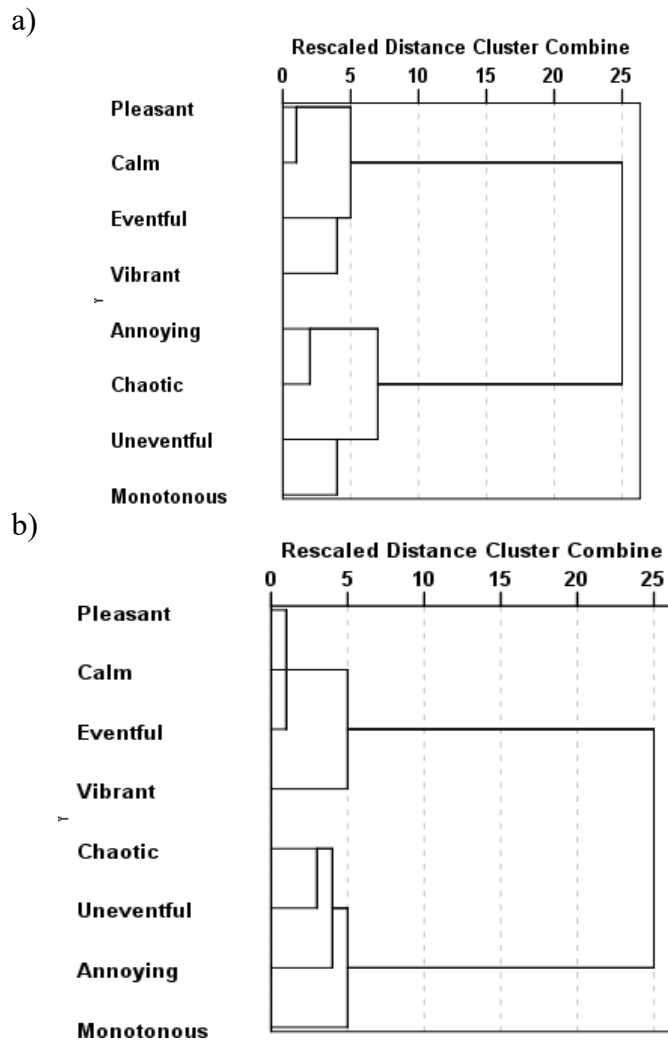 a)
Rescaled Distance Cluster Combine
0 5 10 15 20 25
Pleasant
Calm
Eventful
Vibrant
Y
Annoying
Chaotic
Uneventful
Monotonous
b)
Rescaled Distance Cluster Combine
0 5 10 15 20 25
Pleasant
Calm
Eventful
Vibrant
Y
Chaotic
Uneventful
Annoying
Monotonous